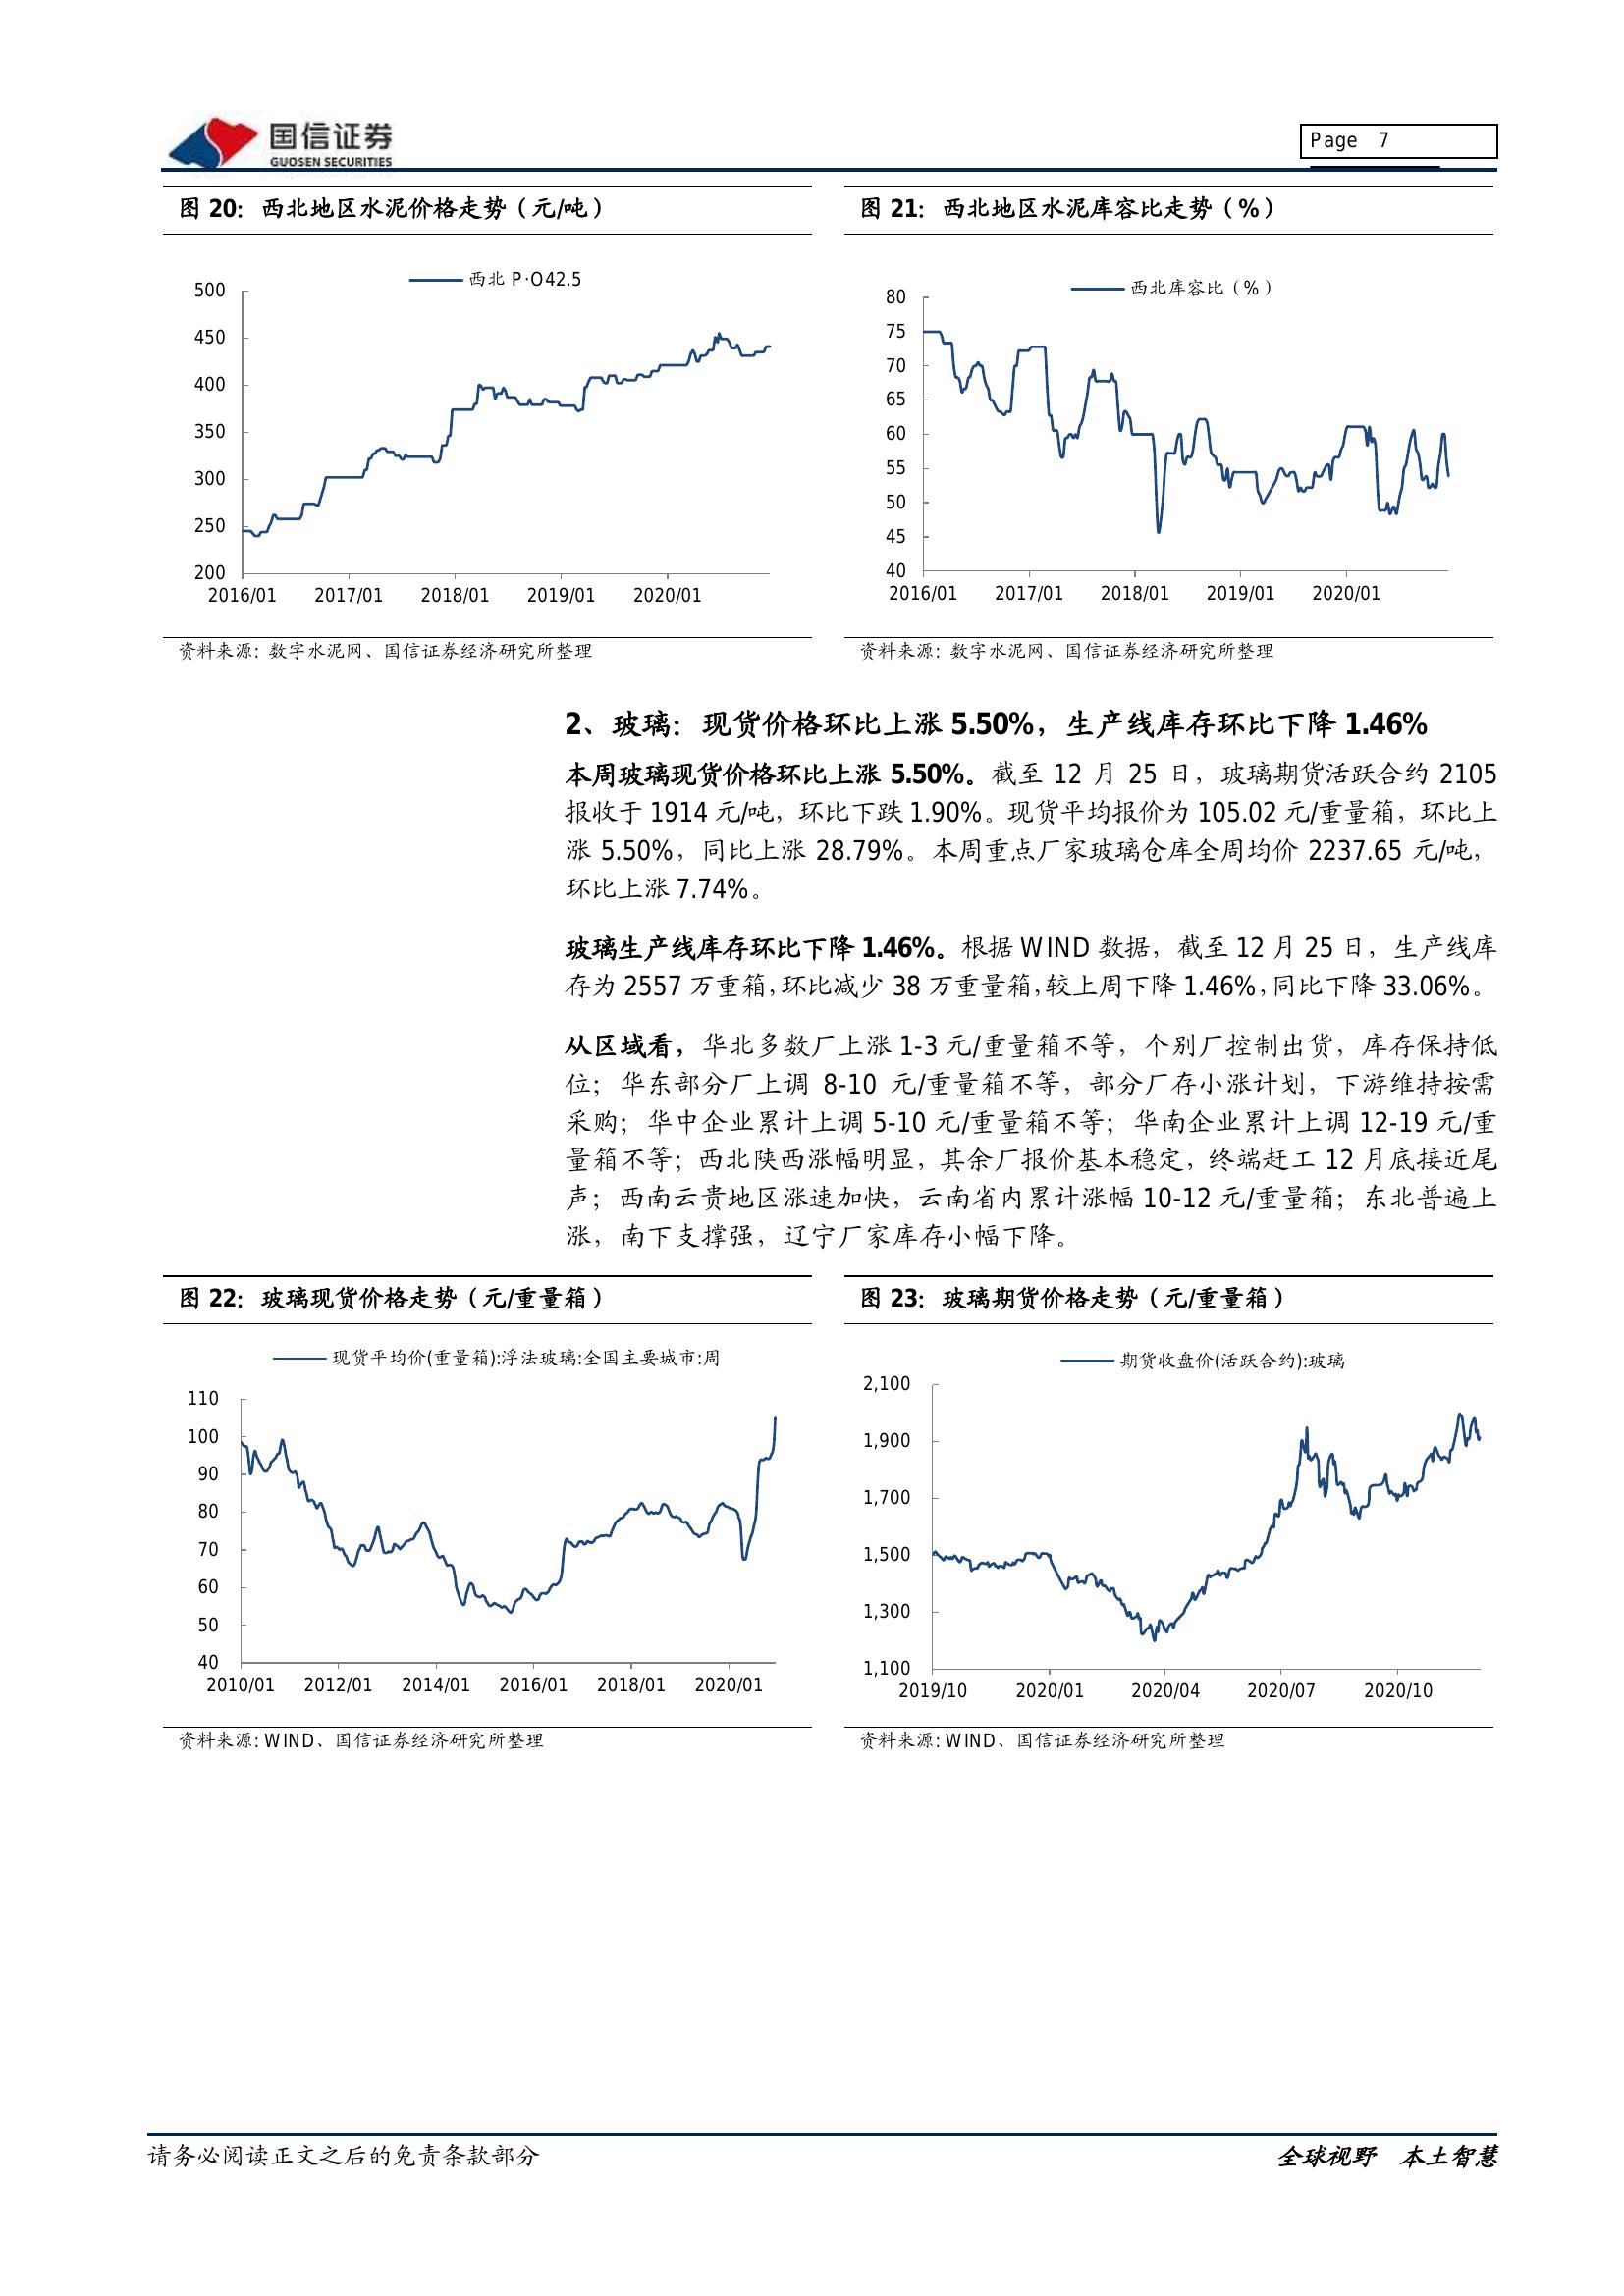 国信证券
GUOSEN SECURITIES
Page 7
图 20：西北地区水泥价格走势（元/吨）
西北 P·O42.5
500
450
400
350
300
250
200
2016/01 2017/01 2018/01 2019/01 2020/01
资料来源：数字水泥网、国信证券经济研究所整理
图 21：西北地区水泥库容比走势（%）
西北库容比（%）
80
75
70
65
60
55
50
45
40
2016/01 2017/01 2018/01 2019/01 2020/01
资料来源：数字水泥网、国信证券经济研究所整理
2、玻璃：现货价格环比上涨 5.50%，生产线库存环比下降 1.46%
本周玻璃现货价格环比上涨 5.50%。截至 12 月 25 日，玻璃期货活跃合约 2105
报收于 1914 元/吨，环比下跌 1.90%。现货平均报价为 105.02 元/重量箱，环比上
涨 5.50%，同比上涨 28.79%。本周重点厂家玻璃仓库全周均价 2237.65 元/吨，
环比上涨 7.74%。
玻璃生产线库存环比下降 1.46%。根据 WIND 数据，截至 12 月 25 日，生产线库
存为 2557 万重箱，环比减少 38 万重量箱，较上周下降 1.46%，同比下降 33.06%。
从区域看，华北多数厂上涨 1-3 元/重量箱不等，个别厂控制出货，库存保持低
位；华东部分厂上调 8-10 元/重量箱不等，部分厂存小涨计划，下游维持按需
采购；华中企业累计上调 5-10 元/重量箱不等；华南企业累计上调 12-19 元/重
量箱不等；西北陕西涨幅明显，其余厂报价基本稳定，终端赶工 12 月底接近尾
声；西南云贵地区涨速加快，云南省内累计涨幅 10-12 元/重量箱；东北普遍上
涨，南下支撑强，辽宁厂家库存小幅下降。
图 22：玻璃现货价格走势（元/重量箱）
现货平均价(重量箱):浮法玻璃:全国主要城市:周
110
100
90
80
70
60
50
40
2010/01 2012/01 2014/01 2016/01 2018/01 2020/01
资料来源：WIND、国信证券经济研究所整理
图 23：玻璃期货价格走势（元/重量箱）
期货收盘价(活跃合约):玻璃
2,100
1,900
1,700
1,500
1,300
1,100
2019/10 2020/01 2020/04 2020/07 2020/10
资料来源：WIND、国信证券经济研究所整理
请务必阅读正文之后的免责条款部分
全球视野 本土智慧